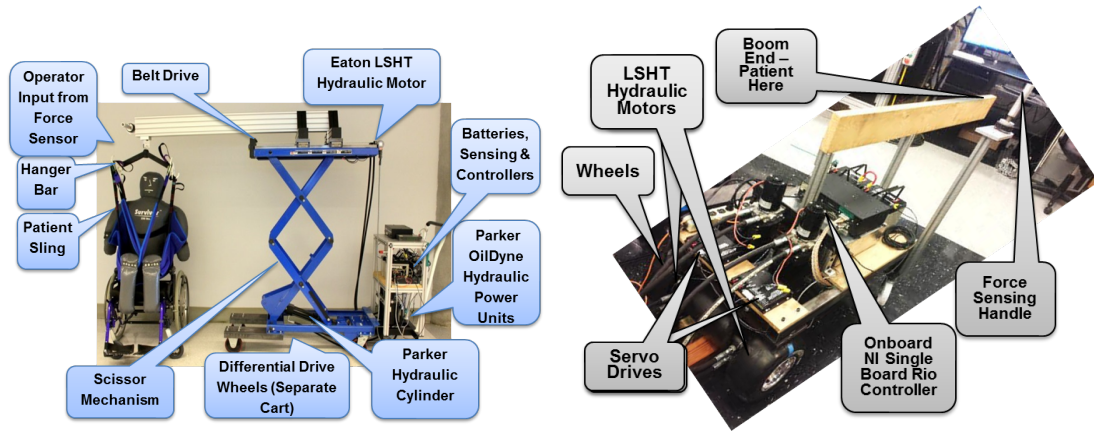 Operator
Input from
Force
Sensor
Belt Drive
Eaton LSHT
Hydraulic Motor
Batteries,
Sensing &
Controllers
Hanger
Bar
Patient
Sling
Parker
OilDyne
Hydraulic
Power
Units
Scissor
Mechanism
Differential Drive
Wheels (Separate
Cart)
Parker
Hydraulic
Cylinder
Survivor
LSHT
Hydraulic
Motors
Boom
End –
Patient
Here
Wheels
Servo
Drives
Onboard
NI Single
Board Rio
Controller
Force
Sensing
Handle